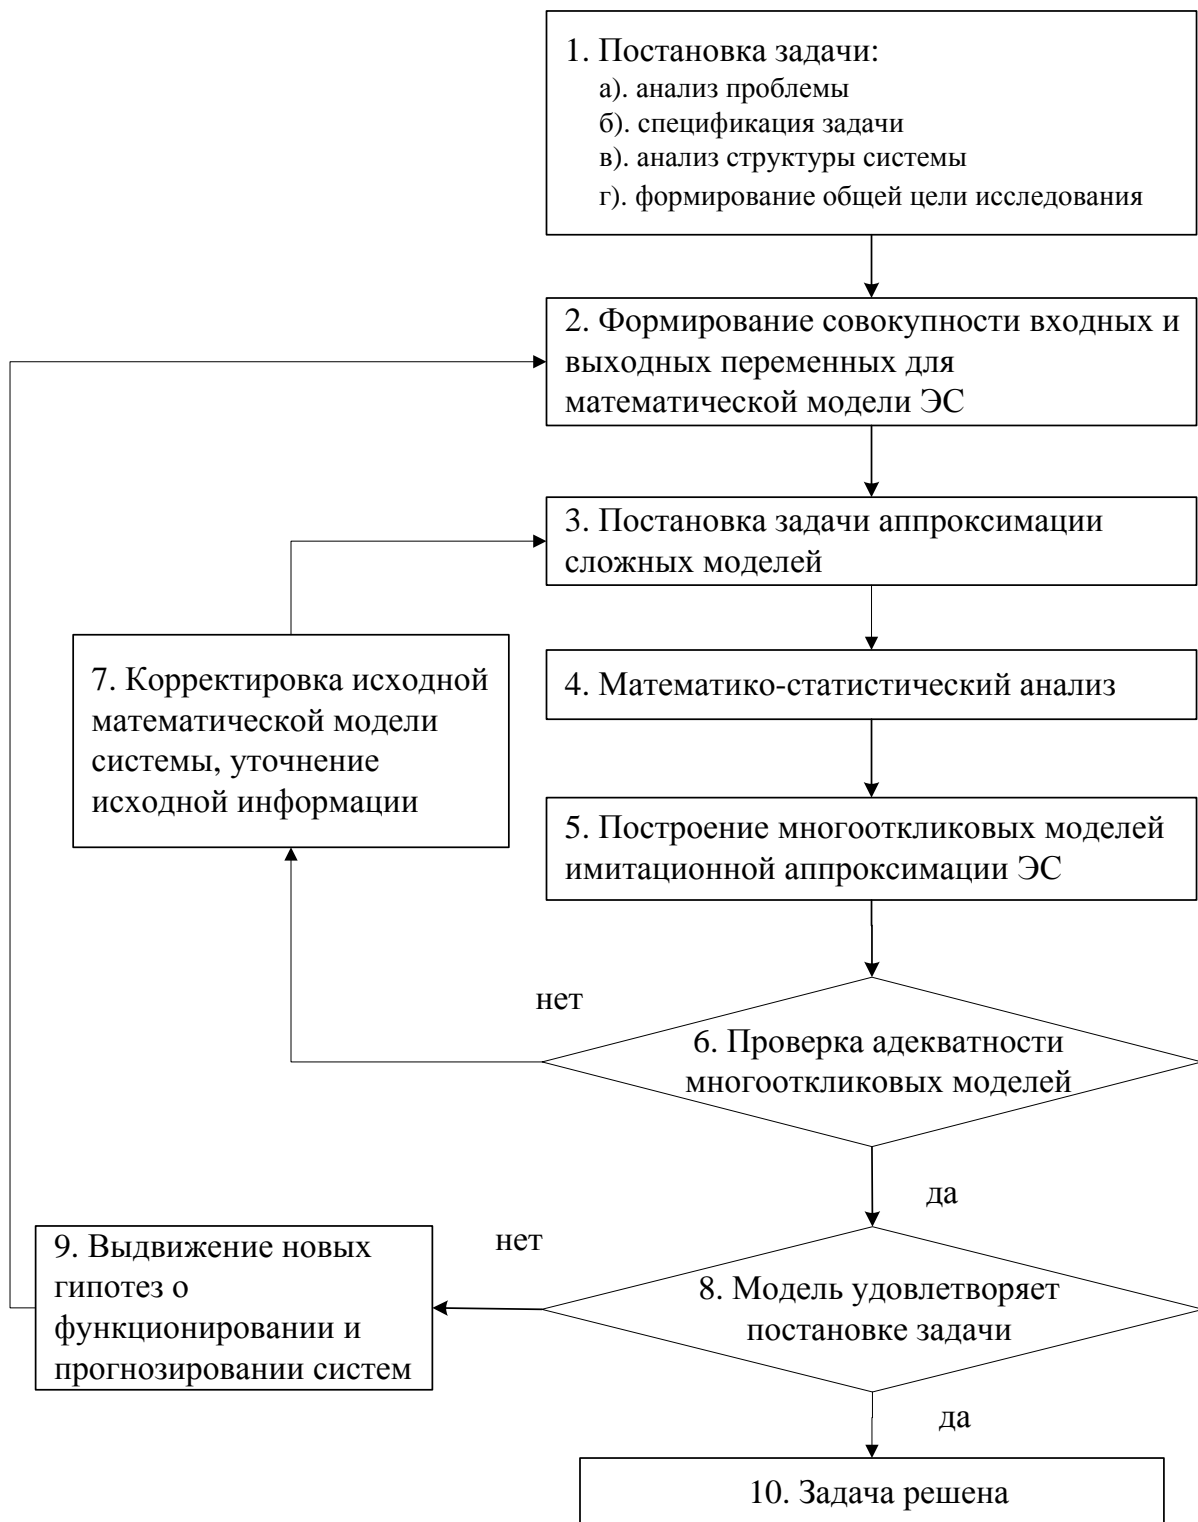 1. Постановка задачи:
а). анализ проблемы
б). спецификация задачи
в). анализ структуры системы
г). формирование общей цели исследования
2. Формирование совокупности входных и
выходных переменных для
математической модели ЭС
3. Постановка задачи аппроксимации
сложных моделей
7. Корректировка исходной
математической модели
системы, уточнение
исходной информации
4. Математико-статистический анализ
5. Построение многооткликовых моделей
имитационной аппроксимации ЭС
нет
6. Проверка адекватности
многооткликовых моделей
да
9. Выдвижение новых
гипотез о
функционировании и
прогнозировании систем
нет
8. Модель удовлетворяет
постановке задачи
да
10. Задача решена